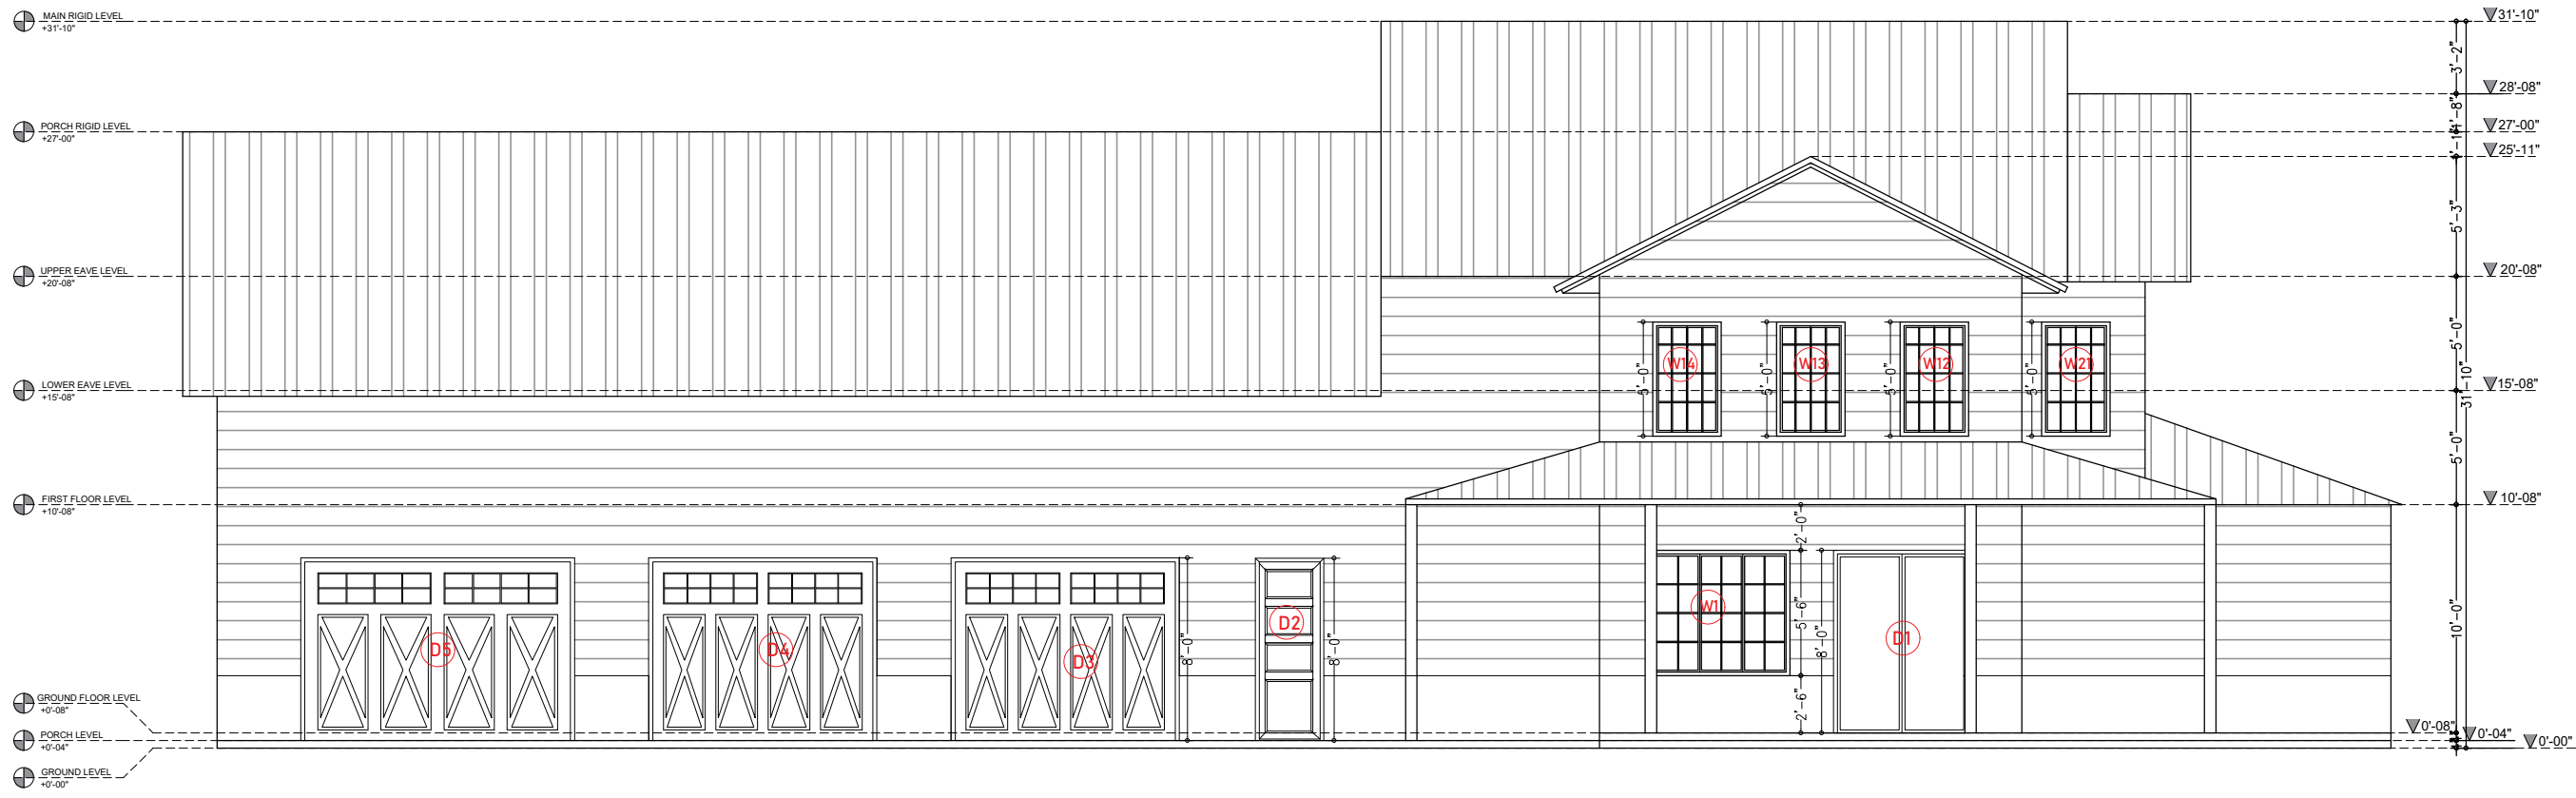 MAIN RIGID LEVEL
+31'-10"
PORCH RIGID LEVEL
+27'-00"
UPPER EAVE LEVEL
+20'-08"
LOWER EAVE LEVEL
+15'-08"
FIRST FLOOR LEVEL
+10'-08"
GROUND FLOOR LEVEL
+0'-08"
PORCH LEVEL
+0'-04"
GROUND LEVEL
+0'-00"
D5
D4
D3
8'-0"
D2
8'-0"
5'-0"
W14
5'-0"
W13
5'-0"
W12
5'-0"
W21
2'-0"
W1
5'-6"
2'-6"
8'-0"
D1
3'-2"
5'-3"
5'-0"
5'-0"
10'-0"
31'-10"
31'-10"
28'-08"
27'-00"
25'-11"
20'-08"
15'-08"
10'-08"
0'-08"
0'-04"
0'-00"